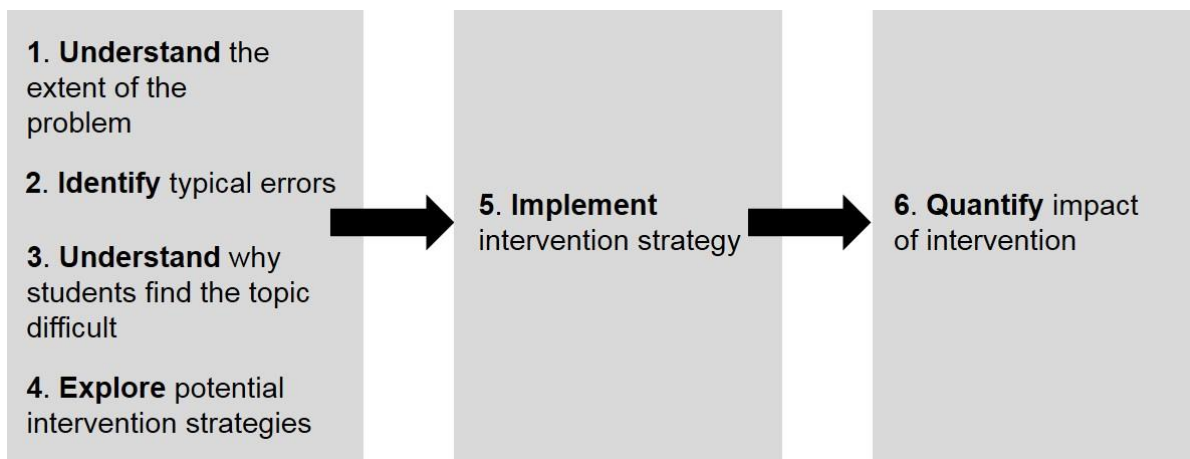 1. Understand the
extent of the
problem
2. Identify typical errors
3. Understand why
students find the topic
difficult
4. Explore potential
intervention strategies
5. Implement
intervention strategy
6. Quantify impact
of intervention